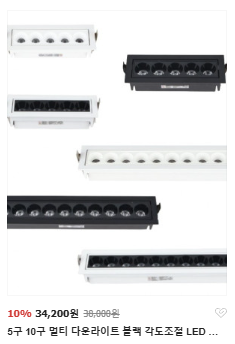 10% 34,200원 38,000원
5구 10구 멀티 다운라이트 블랙 각도조절 LED ...